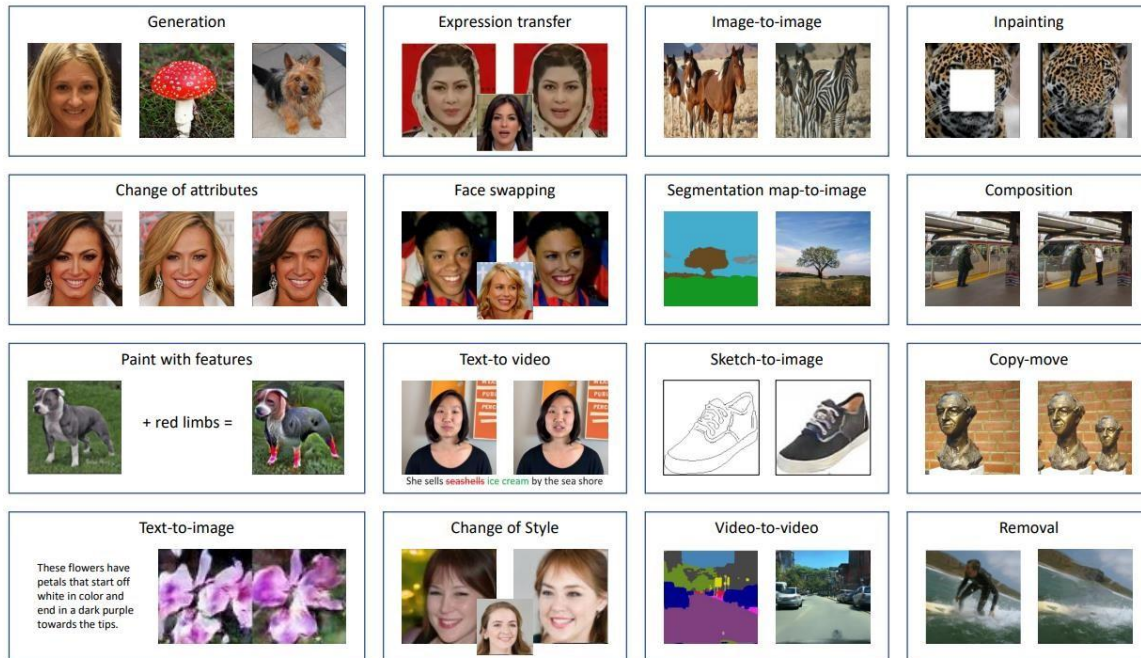 Generation
Expression transfer
Image-to-image
Inpainting
Change of attributes
Face swapping
Segmentation map-to-image
Composition
Paint with features
Text-to video
Sketch-to-image
Copy-move
+ red limbs =
She sells seashells ice cream by the sea shore
Text-to-image
Change of Style
Video-to-video
Removal
These flowers have
petals that start off
white in color and
end in a dark purple
towards the tips.